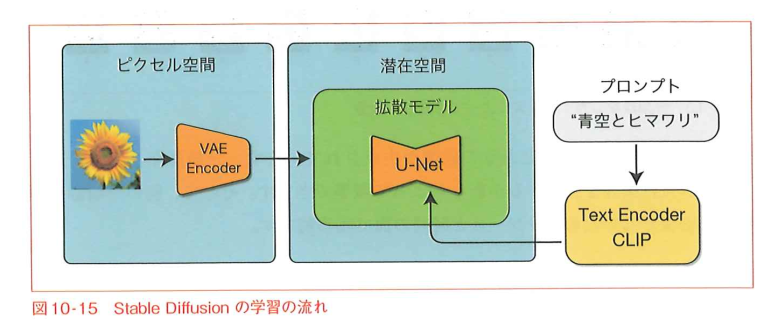 ピクセル空間
潜在空間
拡散モデル
VAE
Encoder
U-Net
プロンプト
“青空とヒマワリ”
Text Encoder
CLIP
図10-15 Stable Diffusion の学習の流れ